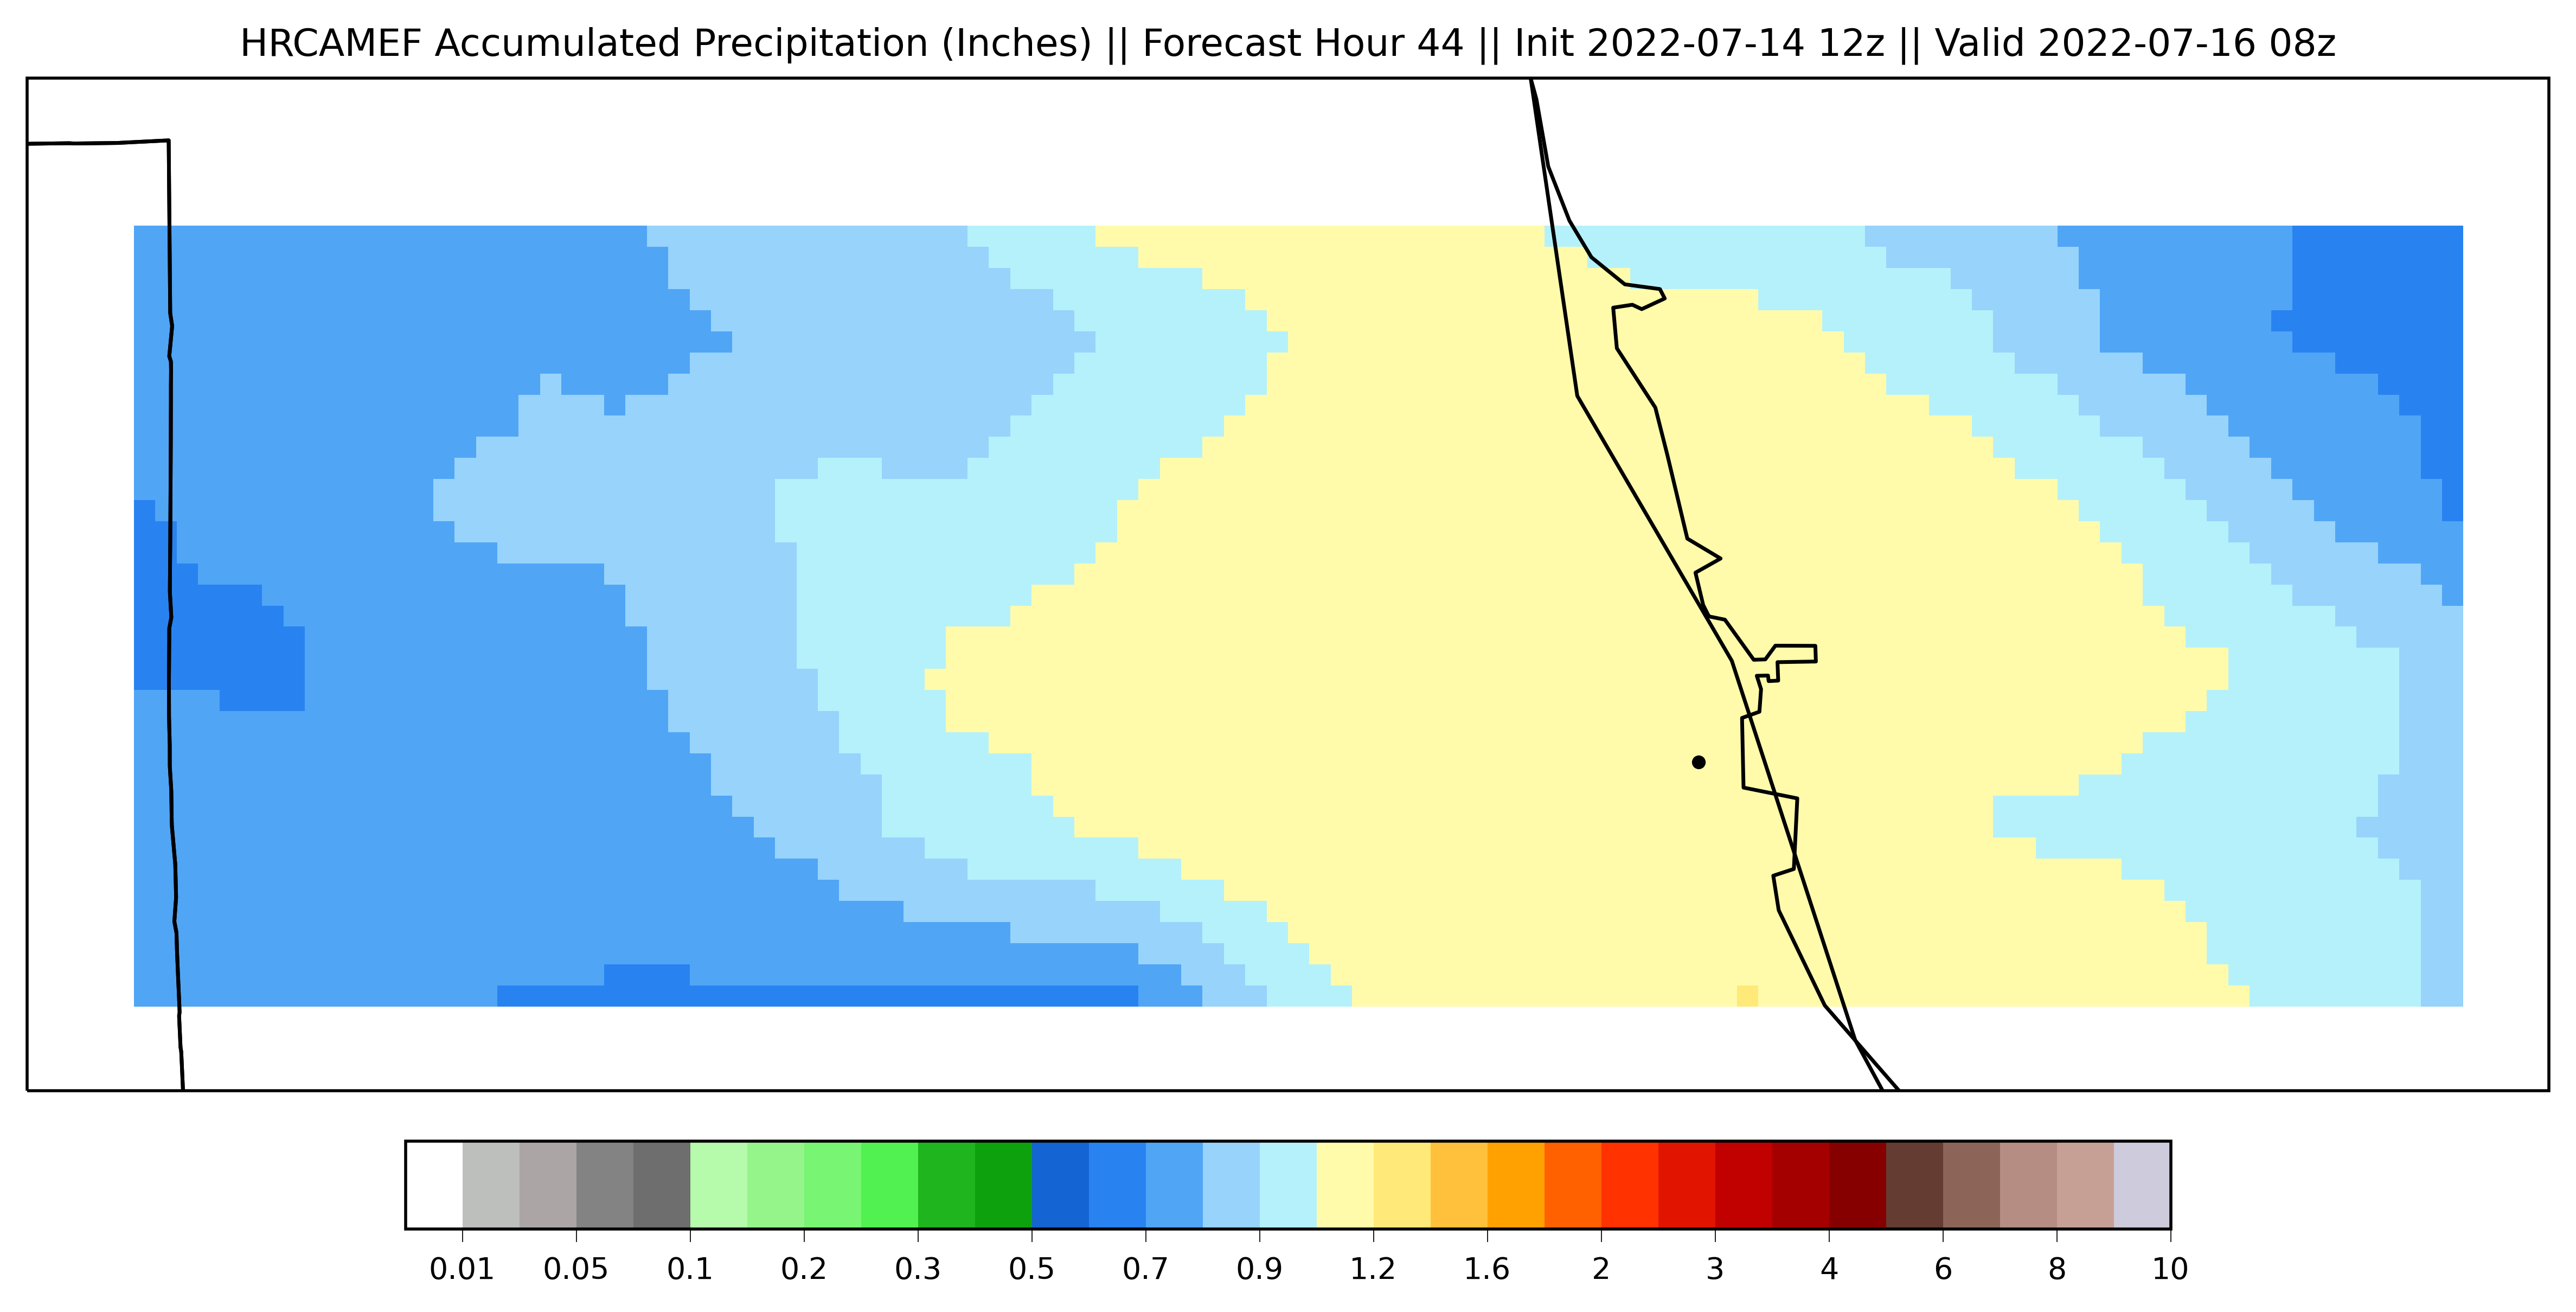 HRCAMEF Accumulated Precipitation (Inches) || Forecast Hour 44 || Init 2022-07-14 12z || Valid 2022-07-16 08z
0.01 0.05 0.1 0.2 0.3 0.5 0.7 0.9 1.2 1.6 2 3 4 6 8 10